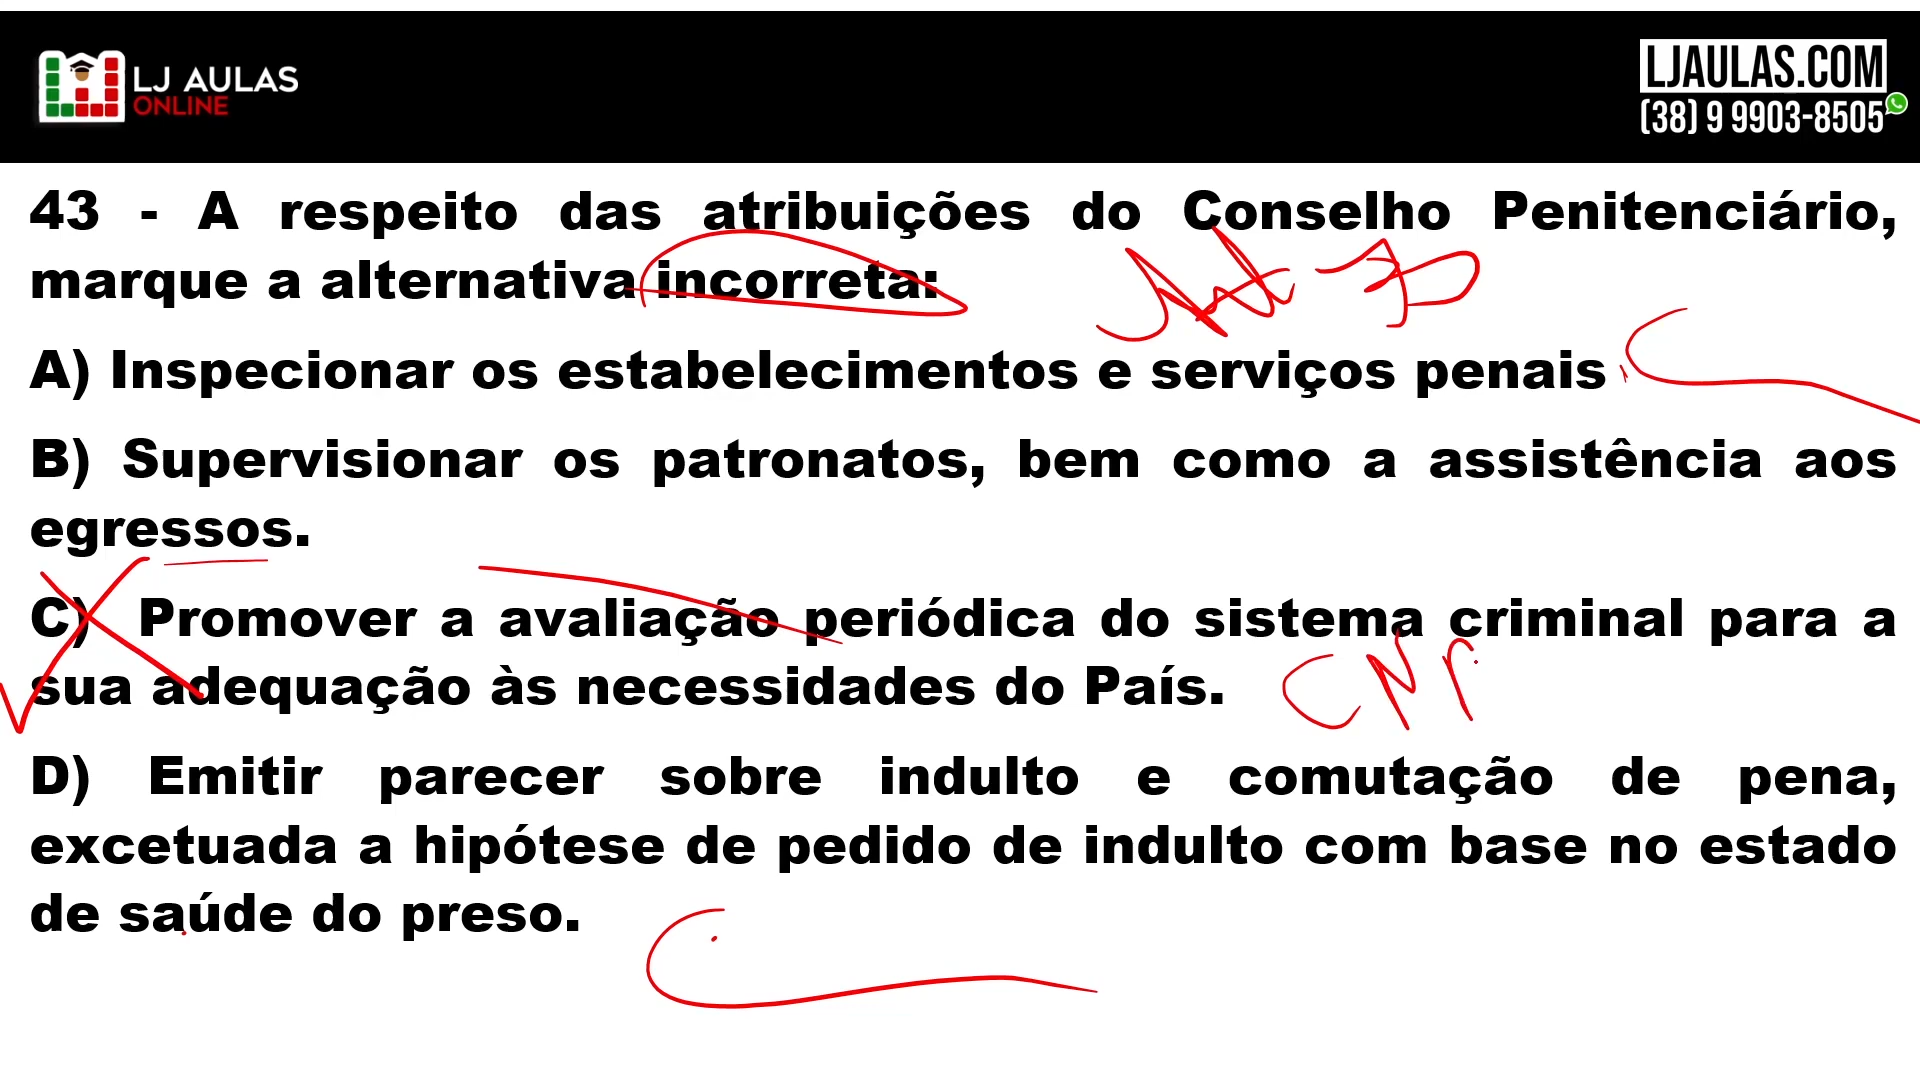 LJ AULAS
ONLINE
LJAULAS.COM
(38) 9 9903-8505
43 - A respeito das atribuições do Conselho Penitenciário,
marque a alternativa incorreta:
A) Inspecionar os estabelecimentos e serviços penais
B) Supervisionar os patronatos, bem como a assistência aos
egressos.
C) Promover a avaliação periódica do sistema criminal para a
sua adequação às necessidades do País.
D) Emitir parecer sobre indulto e comutação de pena,
excetuada a hipótese de pedido de indulto com base no estado
de saúde do preso.